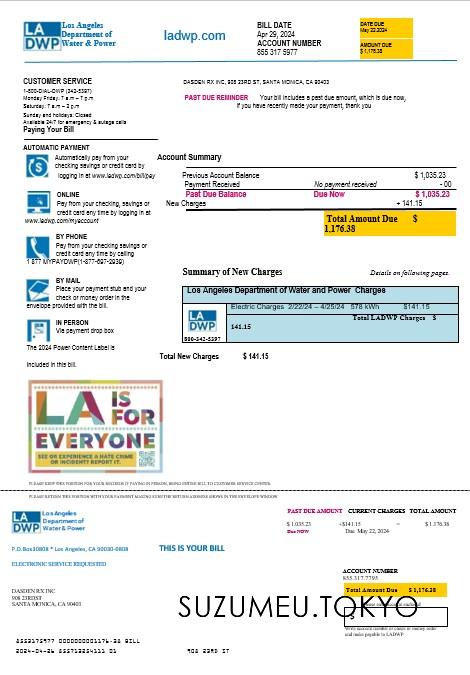 LA
DWP
Los Angeles
Department of
Water & Power
ladwp.com
BILL DATE
Apr 29, 2024
ACCOUNT NUMBER
855 317 5977
DATE DUE
May 22,2024
AMOUNT DUE
$ 1,176.38
CUSTOMER SERVICE
1-800-DIAL-DWP (342-5397)
Monday Friday: 7 a.m – 7 p.m
Saturday: 7 a.m – 2 p.m
Sunday and holidays: Closed
Available 24/7 for emergency & outage calls
Paying Your Bill
DASDEN RX INC, 908 23RD ST, SANTA MONICA, CA 90403
PAST DUE REMINDER Your bill includes a past due amount, which is due now,
if you have recently made your payment, thank you
AUTOMATIC PAYMENT
Automatically pay from your
checking savings or credit card by
logging in at www.ladwp.com/billpay
ONLINE
Pay from your checking, savings or
credit card any time by logging in at
www.ladwp.com/myaccount
BY PHONE
Pay from your checking, savings or
credit card any time by calling
1 877 MYPAYDWP(1-877-697-2939)
BY MAIL
Place your payment stub and your
check or money order in the
envelope provided with the bill.
IN PERSON
Via payment drop box
The 2024 Power Content Label is
included in this bill.
Account Summary
Previous Account Balance $ 1,035.23
Payment Received No payment received - 00
Past Due Balance Due Now $ 1,035.23
New Charges + 141.15
Total Amount Due $
1,176.38
Summary of New Charges Details on following pages.
Los Angeles Department of Water and Power Charges
Electric Charges 2/22/24 – 4/25/24 578 kWh $141.15
Total LADWP Charges $
141.15
LA
DWP
800-342-5397
Total New Charges $ 141.15
LA IS
FOR
EVERYONE
SEE OR EXPERIENCE A HATE CRIME
OR INCIDENT? REPORT IT.
PLEASE KEEP THIS PORTION FOR YOUR RECORDS. IF PAYING IN PERSON, BRING ENTIRE BILL TO CUSTOMER SERVICE CENTER.
PLEASE RETURN THIS PORTION WITH YOUR PAYMENT MAKING SURE THE RETURN ADDRESS SHOWS IN THE ENVELOPE WINDOW
LA
DWP
Los Angeles
Department of
Water & Power
PAST DUE AMOUNT CURRENT CHARGES TOTAL AMOUNT
$ 1,035.23 +$141.15 = $ 1,176.38
Due NOW Due May 22, 2024
P.O.Box30808 * Los Angeles, CA 90030-0808
THIS IS YOUR BILL
ELECTRONIC SERVICE REQUESTED
ACCOUNT NUMBER
855.317.7795
Total Amount Due $ 1,176.38
DASDEN RX INC
908 23RDST
SANTA MONICA, CA 90403
SUZUMEU.TOKYO
$
Write account number on check or money order
and make payable to LADWP
908 23RD ST